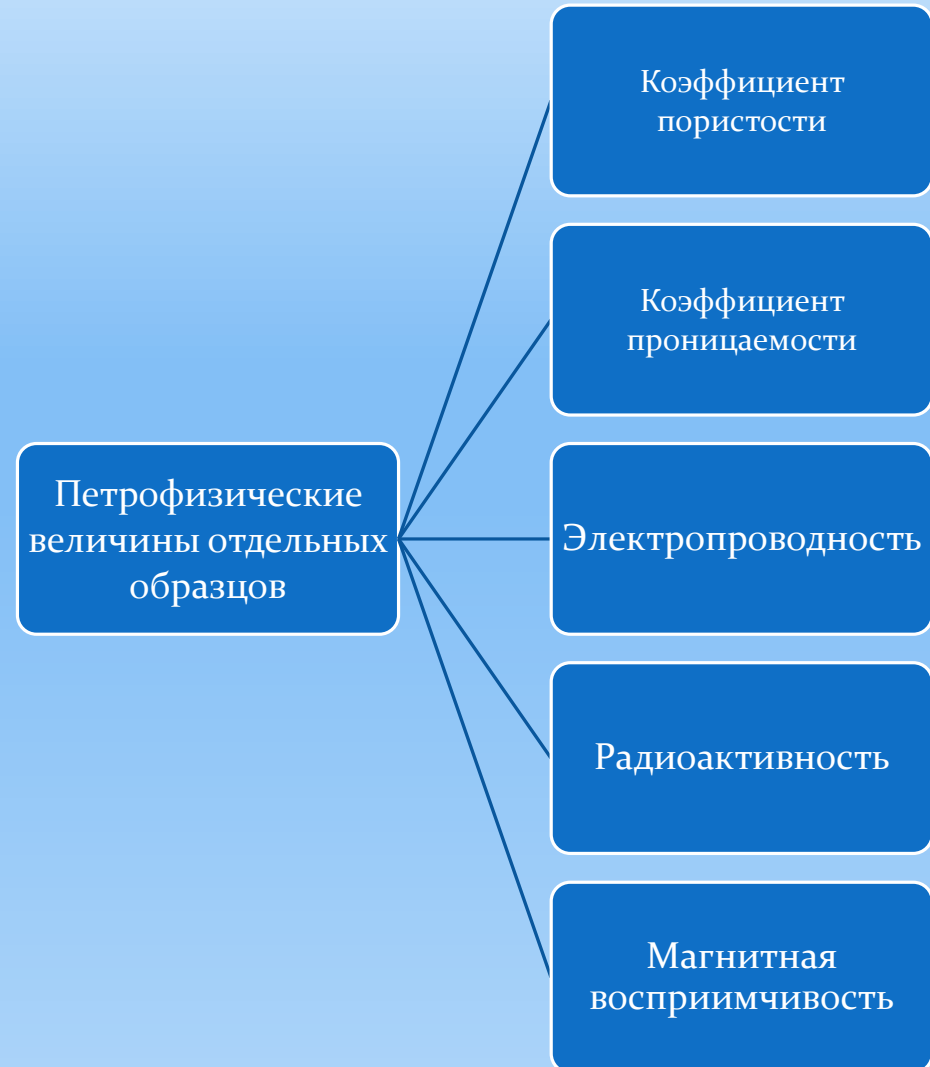 Коэффициент
пористости
Коэффициент
проницаемости
Петрофизические
величины отдельных
образцов
Электропроводность
Радиоактивность
Магнитная
восприимчивость